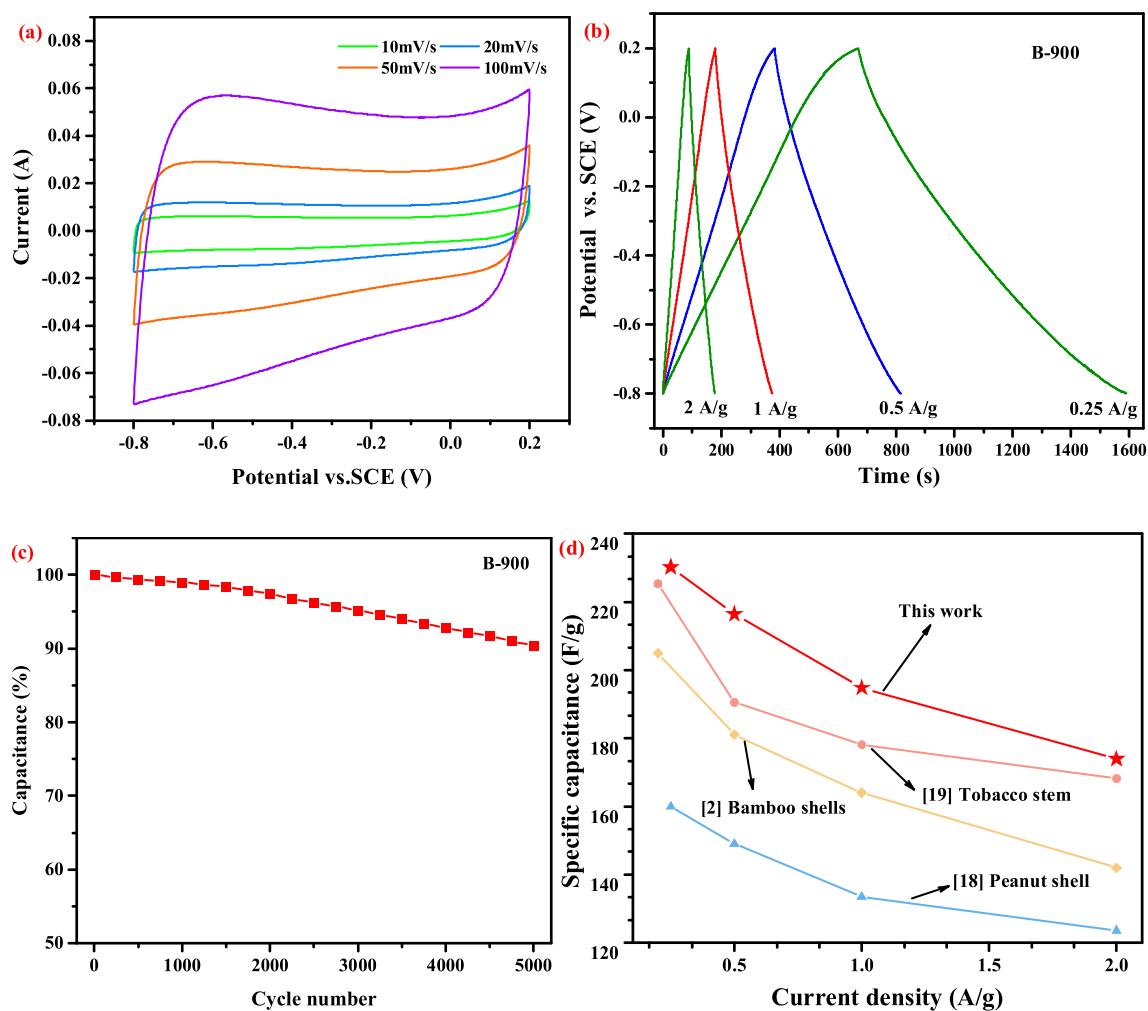 (a)
0.08
0.06
0.04
0.02
0.00
-0.02
-0.04
-0.06
-0.08
Current (A)
10mV/s 20mV/s
50mV/s 100mV/s
-0.8 -0.6 -0.4 -0.2 0.0 0.2
Potential vs.SCE (V)
(b)
B-900
0.2
0.0
-0.2
-0.4
-0.6
-0.8
Potential vs. SCE (V)
2 A/g 1 A/g 0.5 A/g 0.25 A/g
0 200 400 600 800 1000 1200 1400 1600
Time (s)
(c)
B-900
100
90
80
90
70
60
50
Capacitance (%)
0 1000 2000 3000 4000 5000
Cycle number
(d)
240
220
200
180
160
140
120
Specific capacitance (F/g)
This work
[19] Tobacco stem
[2] Bamboo shells
[18] Peanut shell
0.5 1.0 1.5 2.0
Current density (A/g)